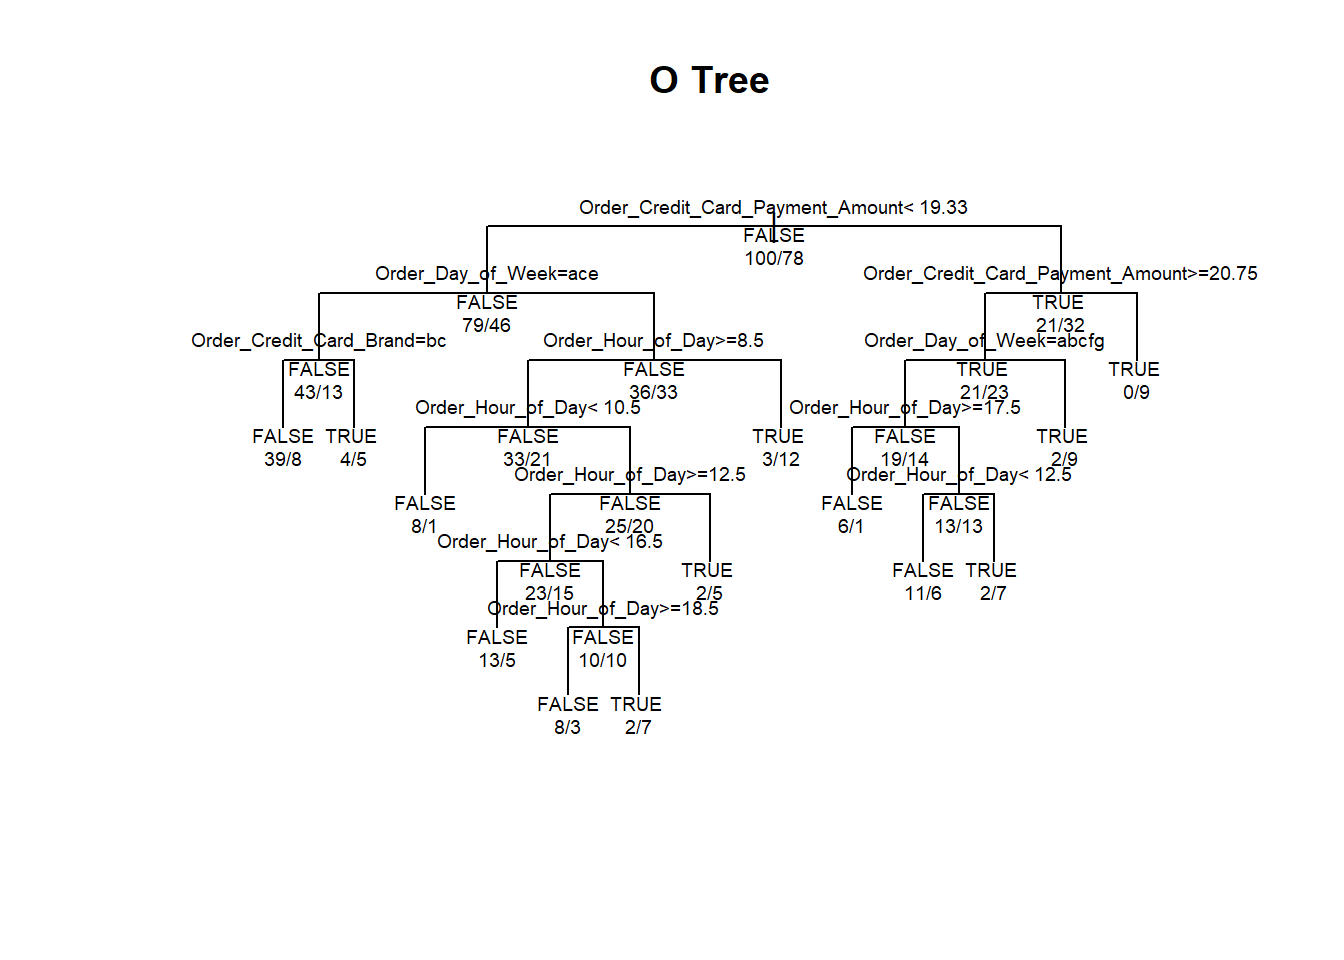 O Tree
Order_Credit_Card_Payment_Amount< 19.33
FALSE
100/78
Order_Day_of_Week=ace
Order_Credit_Card_Payment_Amount>=20.75
FALSE
79/46
TRUE
21/32
Order_Credit_Card_Brand=bc
Order_Hour_of_Day>=8.5
Order_Day_of_Week=abcfg
FALSE
43/13
FALSE
36/33
TRUE
21/23
TRUE
0/9
Order_Hour_of_Day< 10.5
Order_Hour_of_Day>=17.5
FALSE
39/8
TRUE
4/5
FALSE
33/21
TRUE
3/12
FALSE
19/14
TRUE
2/9
Order_Hour_of_Day>=12.5
Order_Hour_of_Day< 12.5
FALSE
8/1
FALSE
25/20
FALSE
6/1
FALSE
13/13
Order_Hour_of_Day< 16.5
FALSE
23/15
TRUE
2/5
FALSE
11/6
TRUE
2/7
Order_Hour_of_Day>=18.5
FALSE
13/5
FALSE
10/10
FALSE
8/3
TRUE
2/7